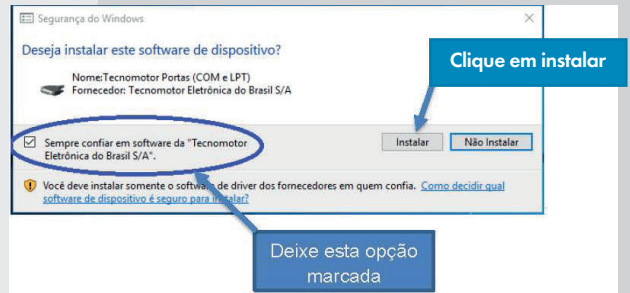 Segurança do Windows
Deseja instalar este software de dispositivo?
Clique em instalar
Nome:Tecnomotor Portas (COM e LPT)
Fornecedor: Tecnomotor Eletrônica do Brasil S/A
Sempre confiar em software da "Tecnomotor
Eletrônica do Brasil S/A".
Instalar
Não Instalar
Você deve instalar somente o software de driver dos fornecedores em quem confia. Como decidir qual
software de dispositivo é seguro para instalar?
Deixe esta opção
marcada